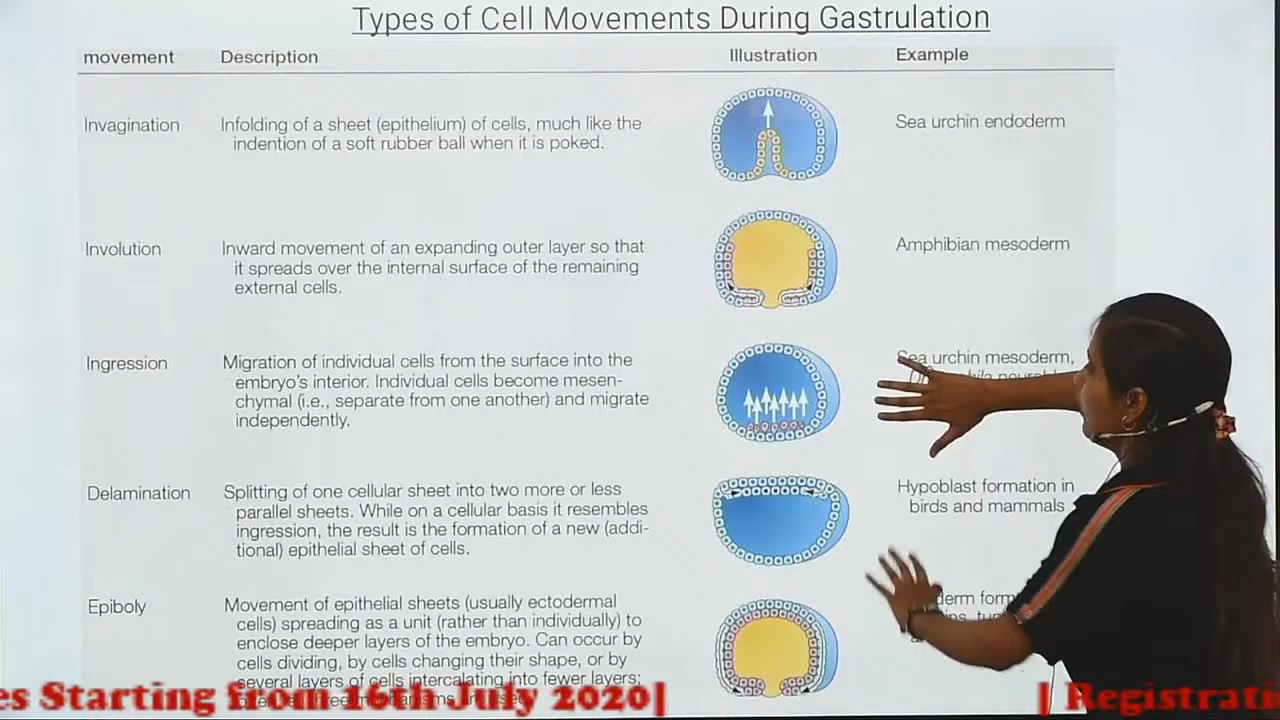 Types of Cell Movements During Gastrulation
movement Description Illustration Example
Invagination Infolding of a sheet (epithelium) of cells, much like the Sea urchin endoderm
indention of a soft rubber ball when it is poked.
Involution Inward movement of an expanding outer layer so that Amphibian mesoderm
it spreads over the internal surface of the remaining
external cells.
Ingression Migration of individual cells from the surface into the Sea urchin mesoderm,
embryo's interior. Individual cells become mesen-
chymal (i.e., separate from one another) and migrate
independently.
Delamination Splitting of one cellular sheet into two more or less Hypoblast formation in
parallel sheets. While on a cellular basis it resembles birds and mammals
ingression, the result is the formation of a new (addi-
tional) epithelial sheet of cells.
Epiboly Movement of epithelial sheets (usually ectodermal
cells) spreading as a unit (rather than individually) to
enclose deeper layers of the embryo. Can occur by
cells dividing, by cells changing their shape, or by
several layers of cells intercalating into fewer layers;
es Starting from 16th July 2020| | Registrati